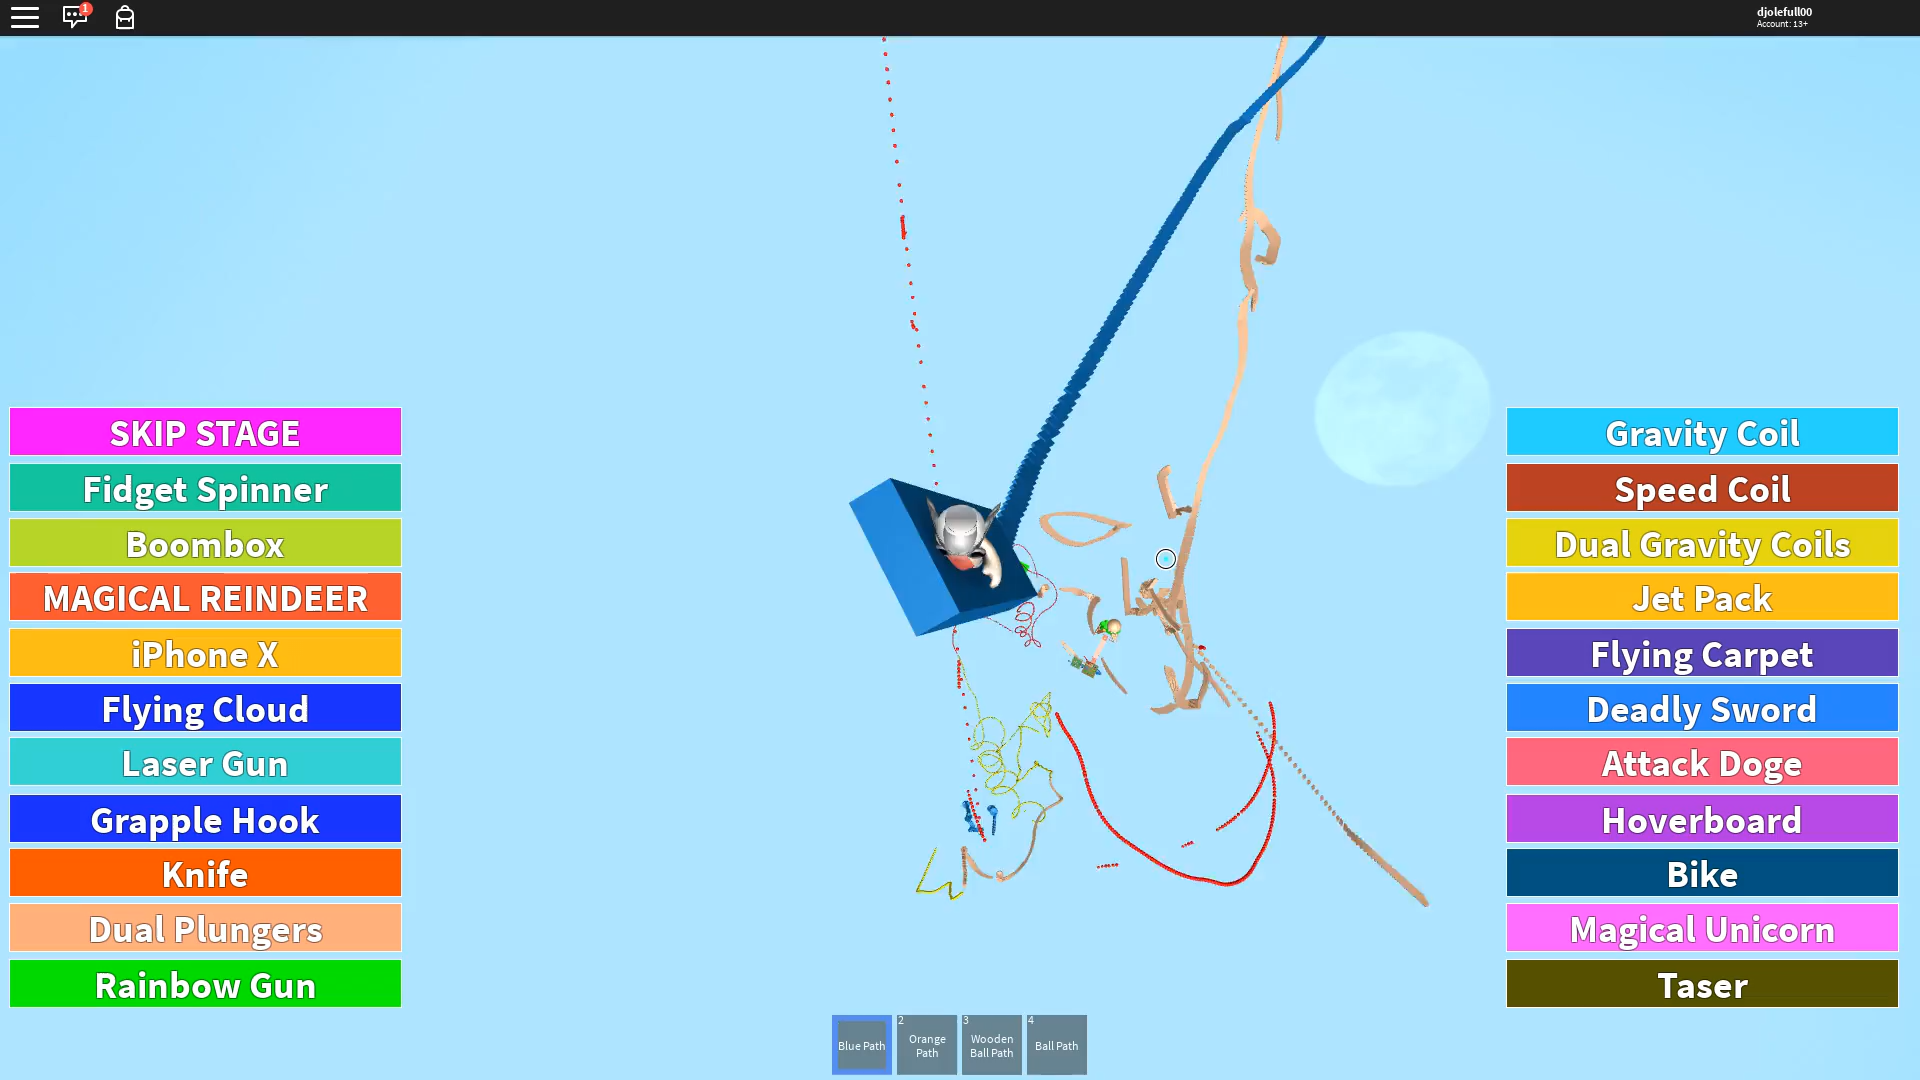 1
djolefull00
Account: 13+
SKIP STAGE
Fidget Spinner
Boombox
MAGICAL REINDEER
iPhone X
Flying Cloud
Laser Gun
Grapple Hook
Knife
Dual Plungers
Rainbow Gun
Gravity Coil
Speed Coil
Dual Gravity Coils
Jet Pack
Flying Carpet
Deadly Sword
Attack Doge
Hoverboard
Bike
Magical Unicorn
Taser
Blue Path
2
Orange
Path
3
Wooden
Ball Path
4
Ball Path